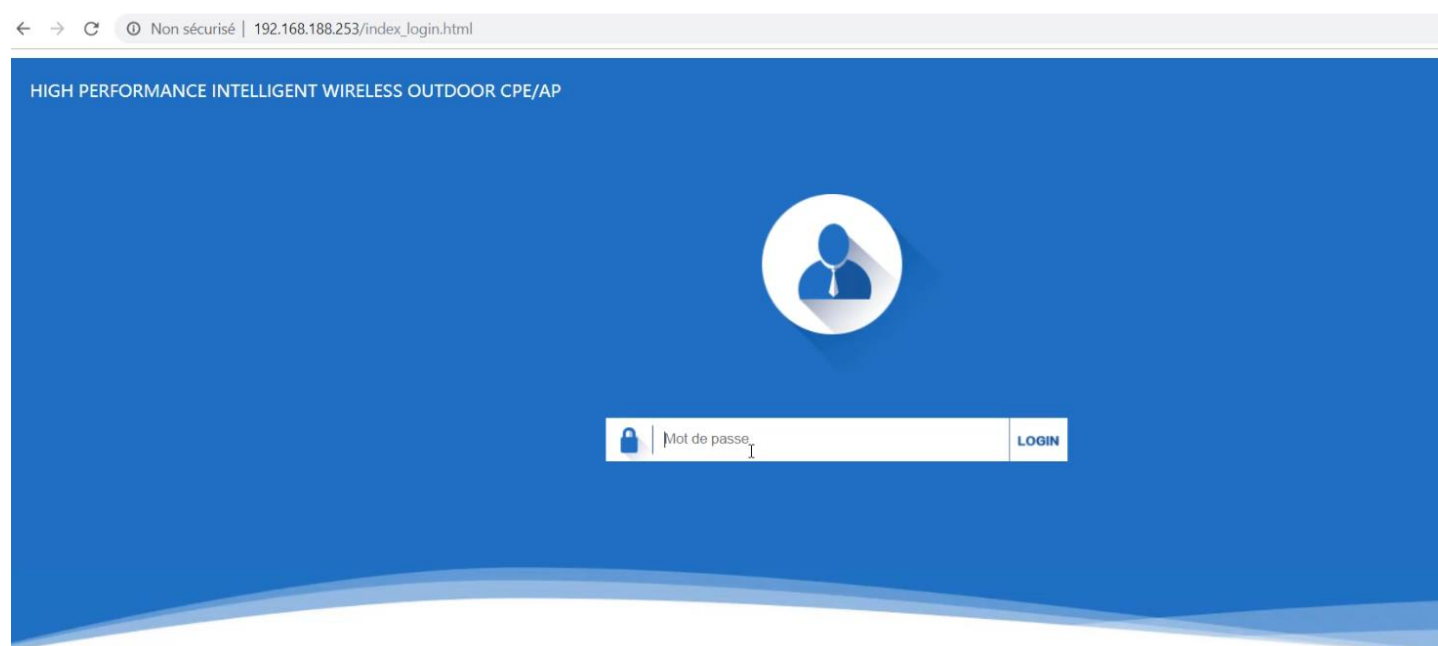 Non sécurisé | 192.168.188.253/index_login.html
HIGH PERFORMANCE INTELLIGENT WIRELESS OUTDOOR CPE/AP
Mot de passe
LOGIN